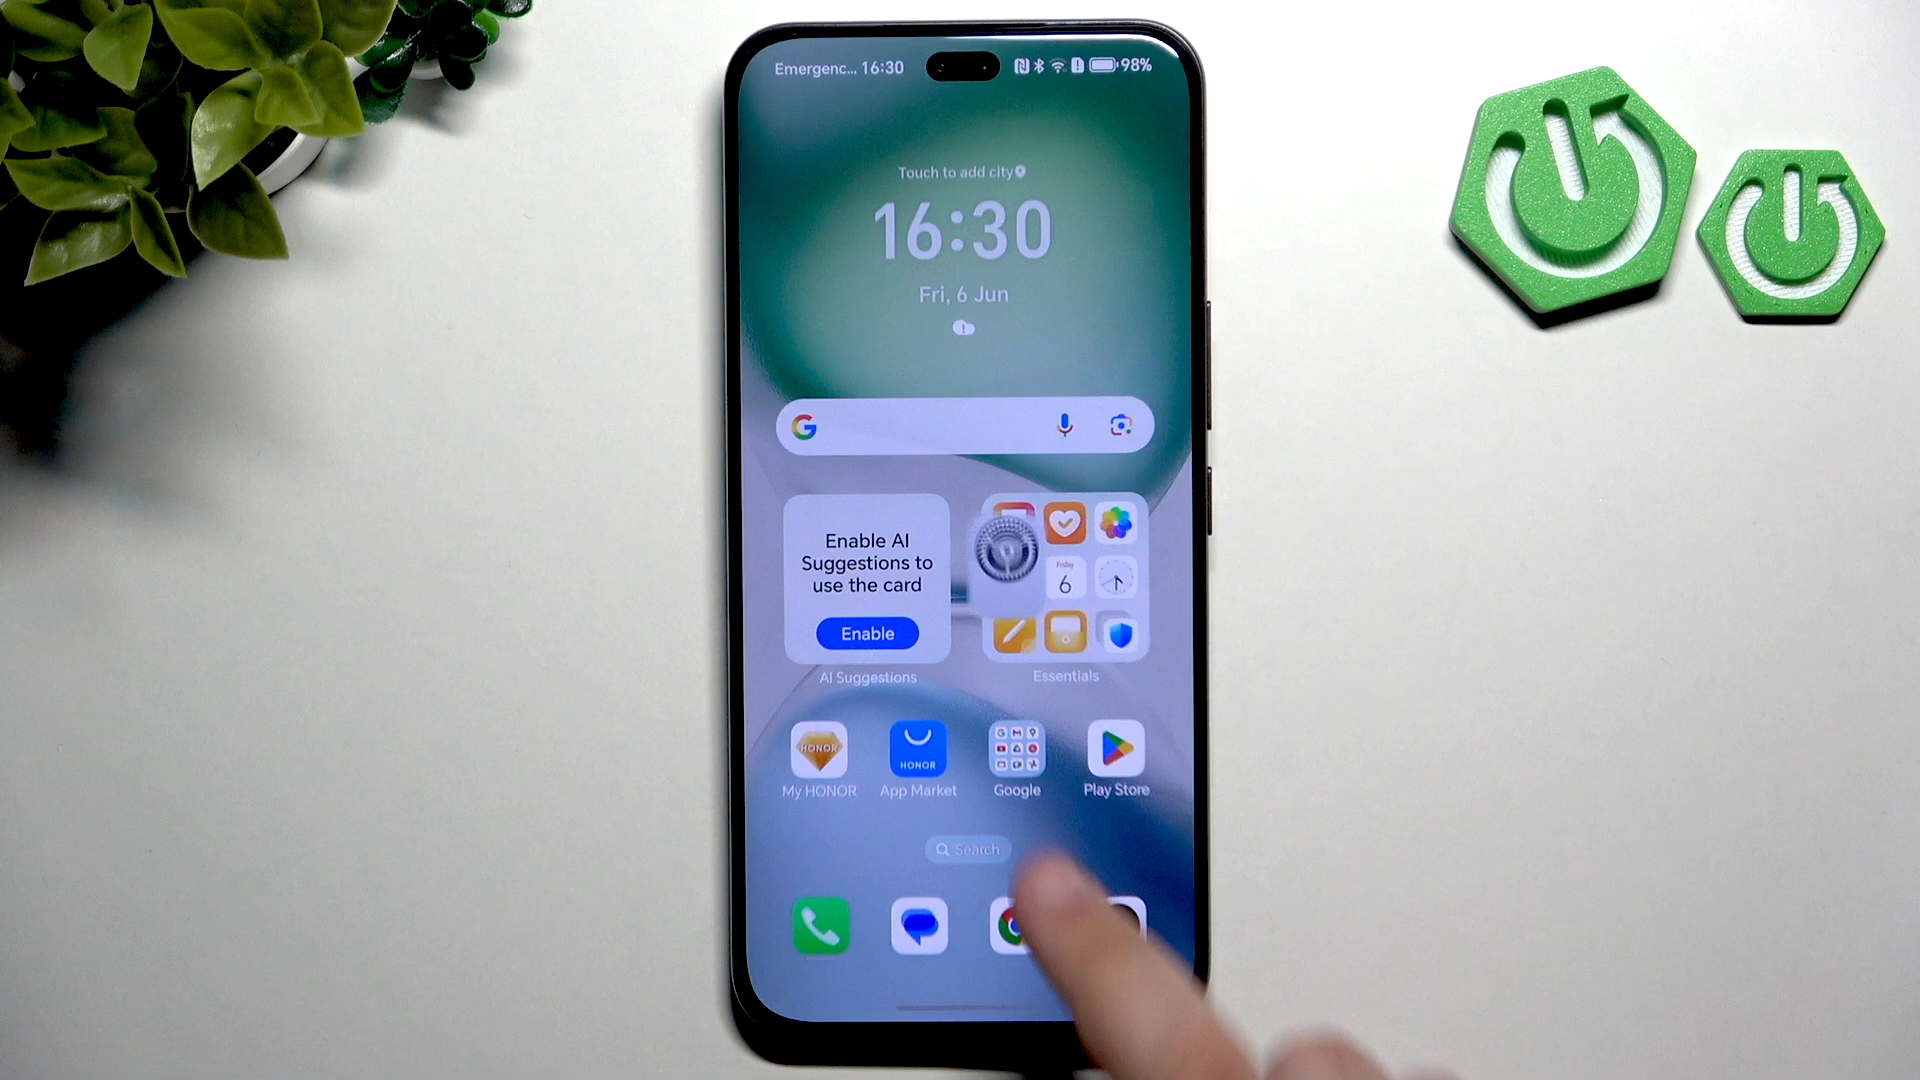 Emergenc... 16:30
98%
Touch to add city
16:30
Fri, 6 Jun
Enable AI
Suggestions to
use the card
Enable
AI Suggestions
Friday
6
Essentials
HONOR
My HONOR
HONOR
App Market
Google
Play Store
Search